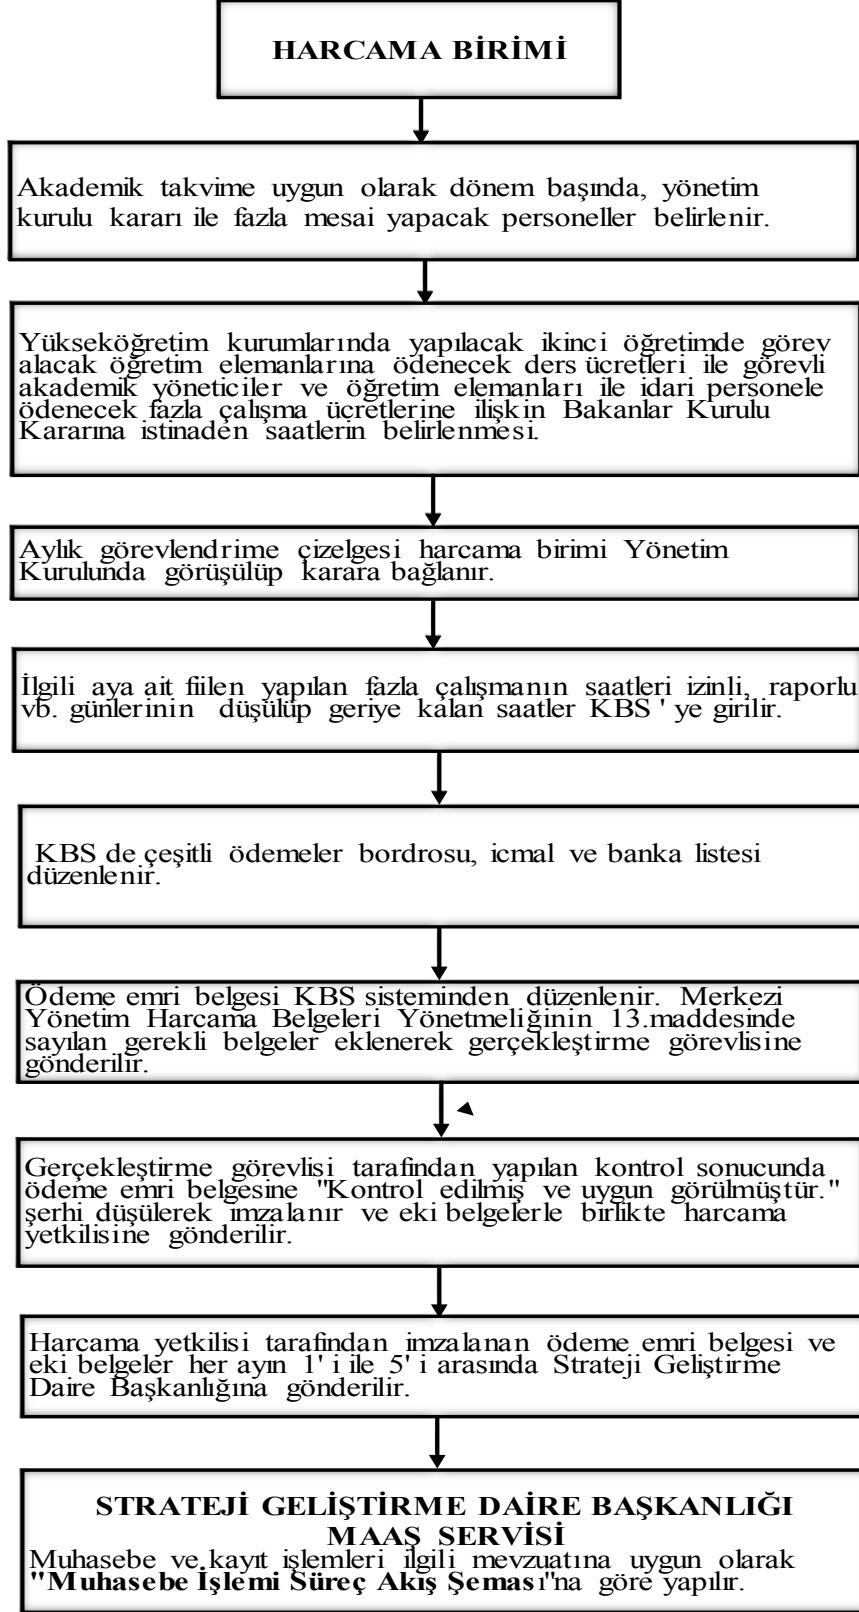 HARCAMA BİRİMİ
Akademik takvime uygun olarak dönem başında, yönetim
kurulu kararı ile fazla mesai yapacak personeller belirlenir.
Yükseköğretim kurumlarında yapılacak ikinci öğretimde görev
alacak öğretim elemanlarına ödenecek ders ücretleri ile görevli
akademik yöneticiler ve öğretim elemanları ile idari personele
ödenecek fazla çalışma ücretlerine ilişkin Bakanlar Kurulu
Kararına istinaden saatlerin belirlenmesi.
Aylık görevlendrime çizelgesi harcama birimi Yönetim
Kurulunda görüşülüp karara bağlanır.
İlgili aya ait fiilen yapılan fazla çalışmanın saatleri izinli, raporlu
vb. günlerinin düşülüp geriye kalan saatler KBS ' ye girilir.
KBS de çeşitli ödemeler bordrosu, icmal ve banka listesi
düzenlenir.
Ödeme emri belgesi KBS sisteminden düzenlenir. Merkezi
Yönetim Harcama Belgeleri Yönetmeliğinin 13.maddesinde
sayılan gerekli belgeler eklenerek gerçekleştirme görevlisine
gönderilir.
Gerçekleştirme görevlisi tarafından yapılan kontrol sonucunda
ödeme emri belgesine "Kontrol edilmiş ve uygun görülmüştür."
şerhi düşülerek imzalanır ve eki belgelerle birlikte harcama
yetkilisine gönderilir.
Harcama yetkilisi tarafından imzalanan ödeme emri belgesi ve
eki belgeler her ayın 1' i ile 5' i arasında Strateji Geliştirme
Daire Başkanlığına gönderilir.
STRATEJİ GELİŞTİRME DAİRE BAŞKANLIĞI
MAAŞ SERVİSİ
Muhasebe ve kayıt işlemleri ilgili mevzuatına uygun olarak
"Muhasebe İşlemi Süreç Akış Şeması"na göre yapılır.